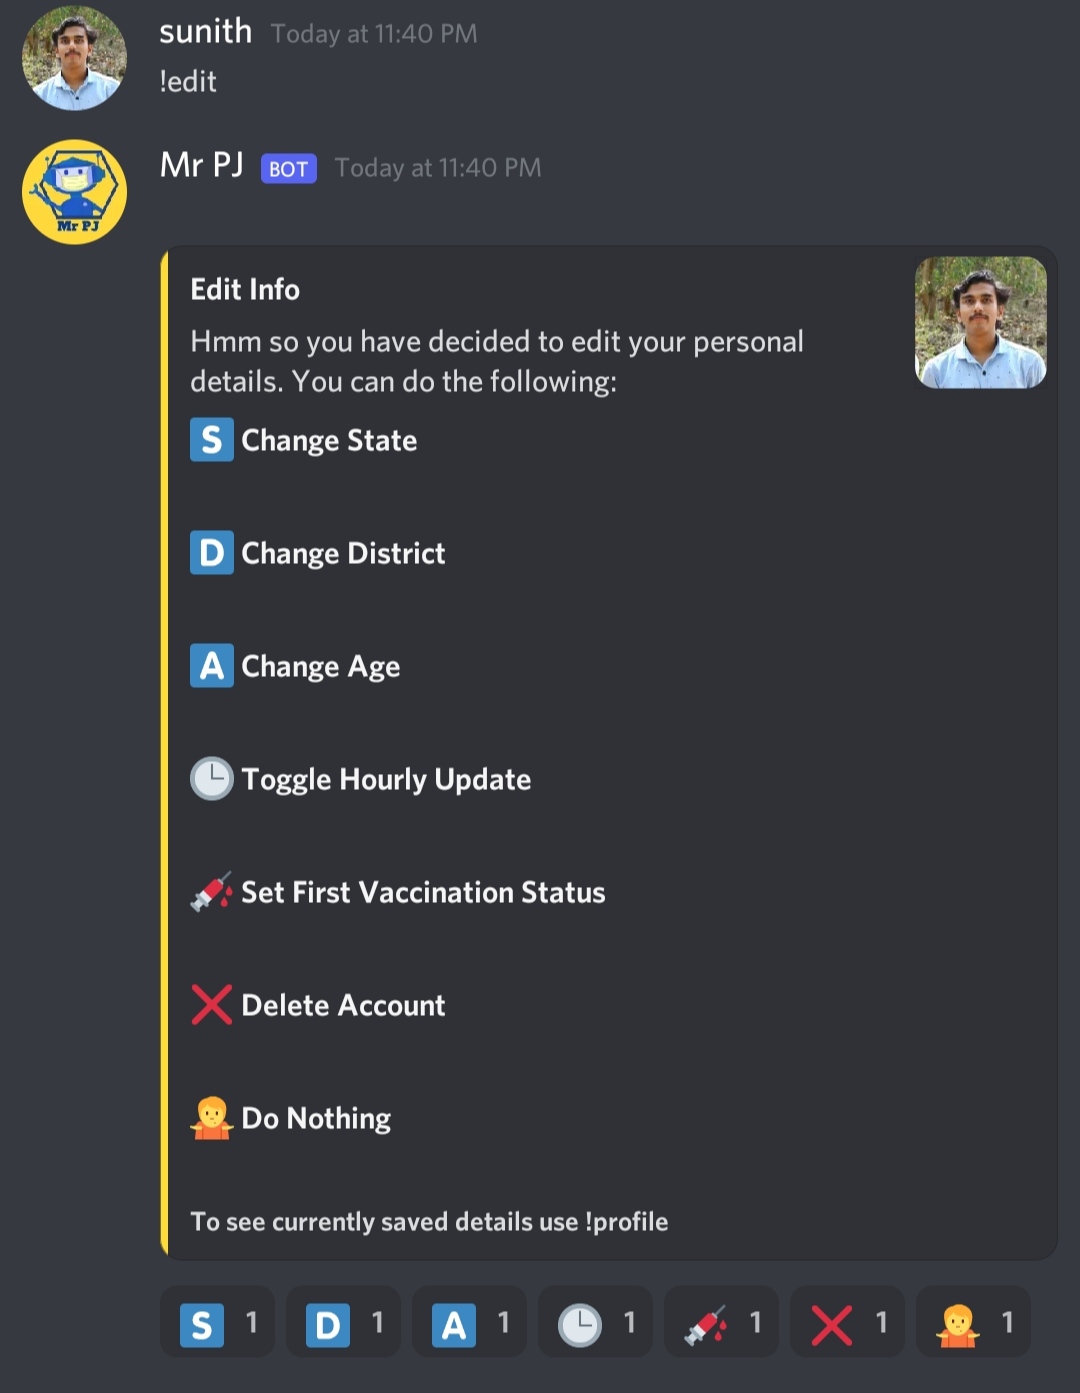 sunith Today at 11:40 PM
!edit
Mr PJ BOT Today at 11:40 PM
Mr PJ
Edit Info
Hmm so you have decided to edit your personal
details. You can do the following:
S Change State
D Change District
A Change Age
Toggle Hourly Update
Set First Vaccination Status
Delete Account
Do Nothing
To see currently saved details use !profile
S 1 D 1 A 1 1 1 1 1